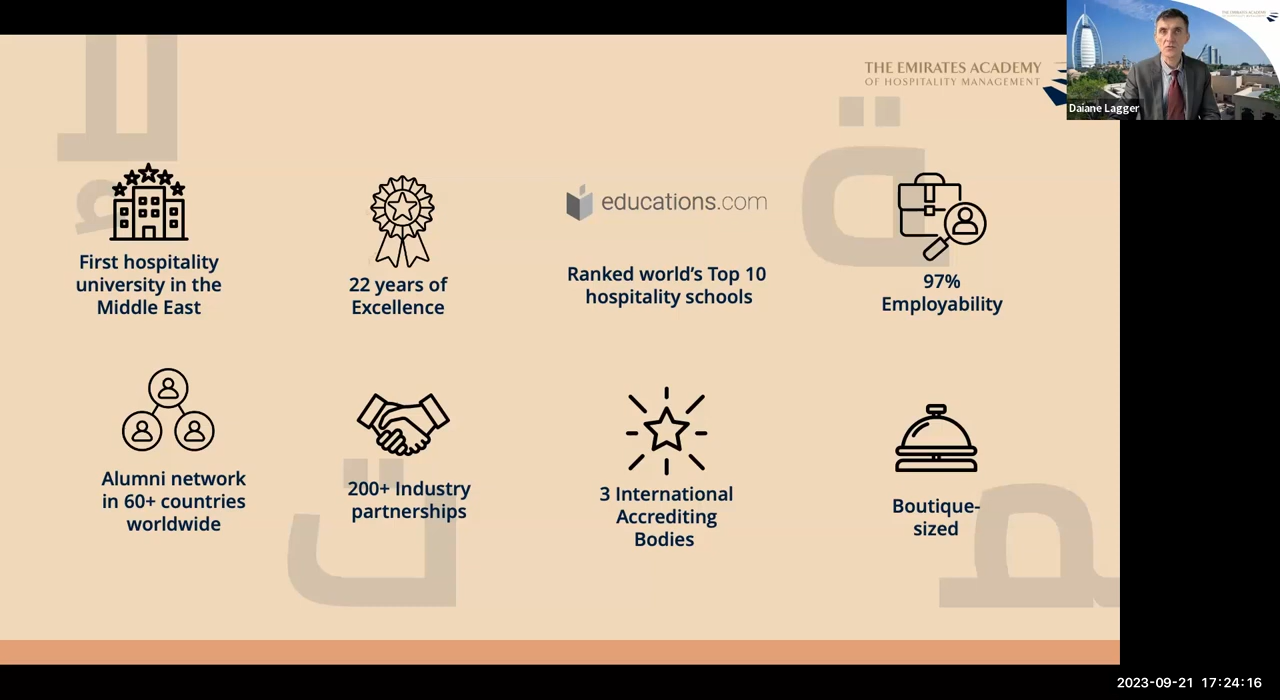 THE EMIRATES ACADEMY
OF HOSPITALITY MANAGEMENT
Daiane Lagger
First hospitality
university in the
Middle East
22 years of
Excellence
educations.com
Ranked world's Top 10
hospitality schools
97%
Employability
Alumni network
in 60+ countries
worldwide
200+ Industry
partnerships
3 International
Accrediting
Bodies
Boutique-
sized
2023-09-21 17:24:16